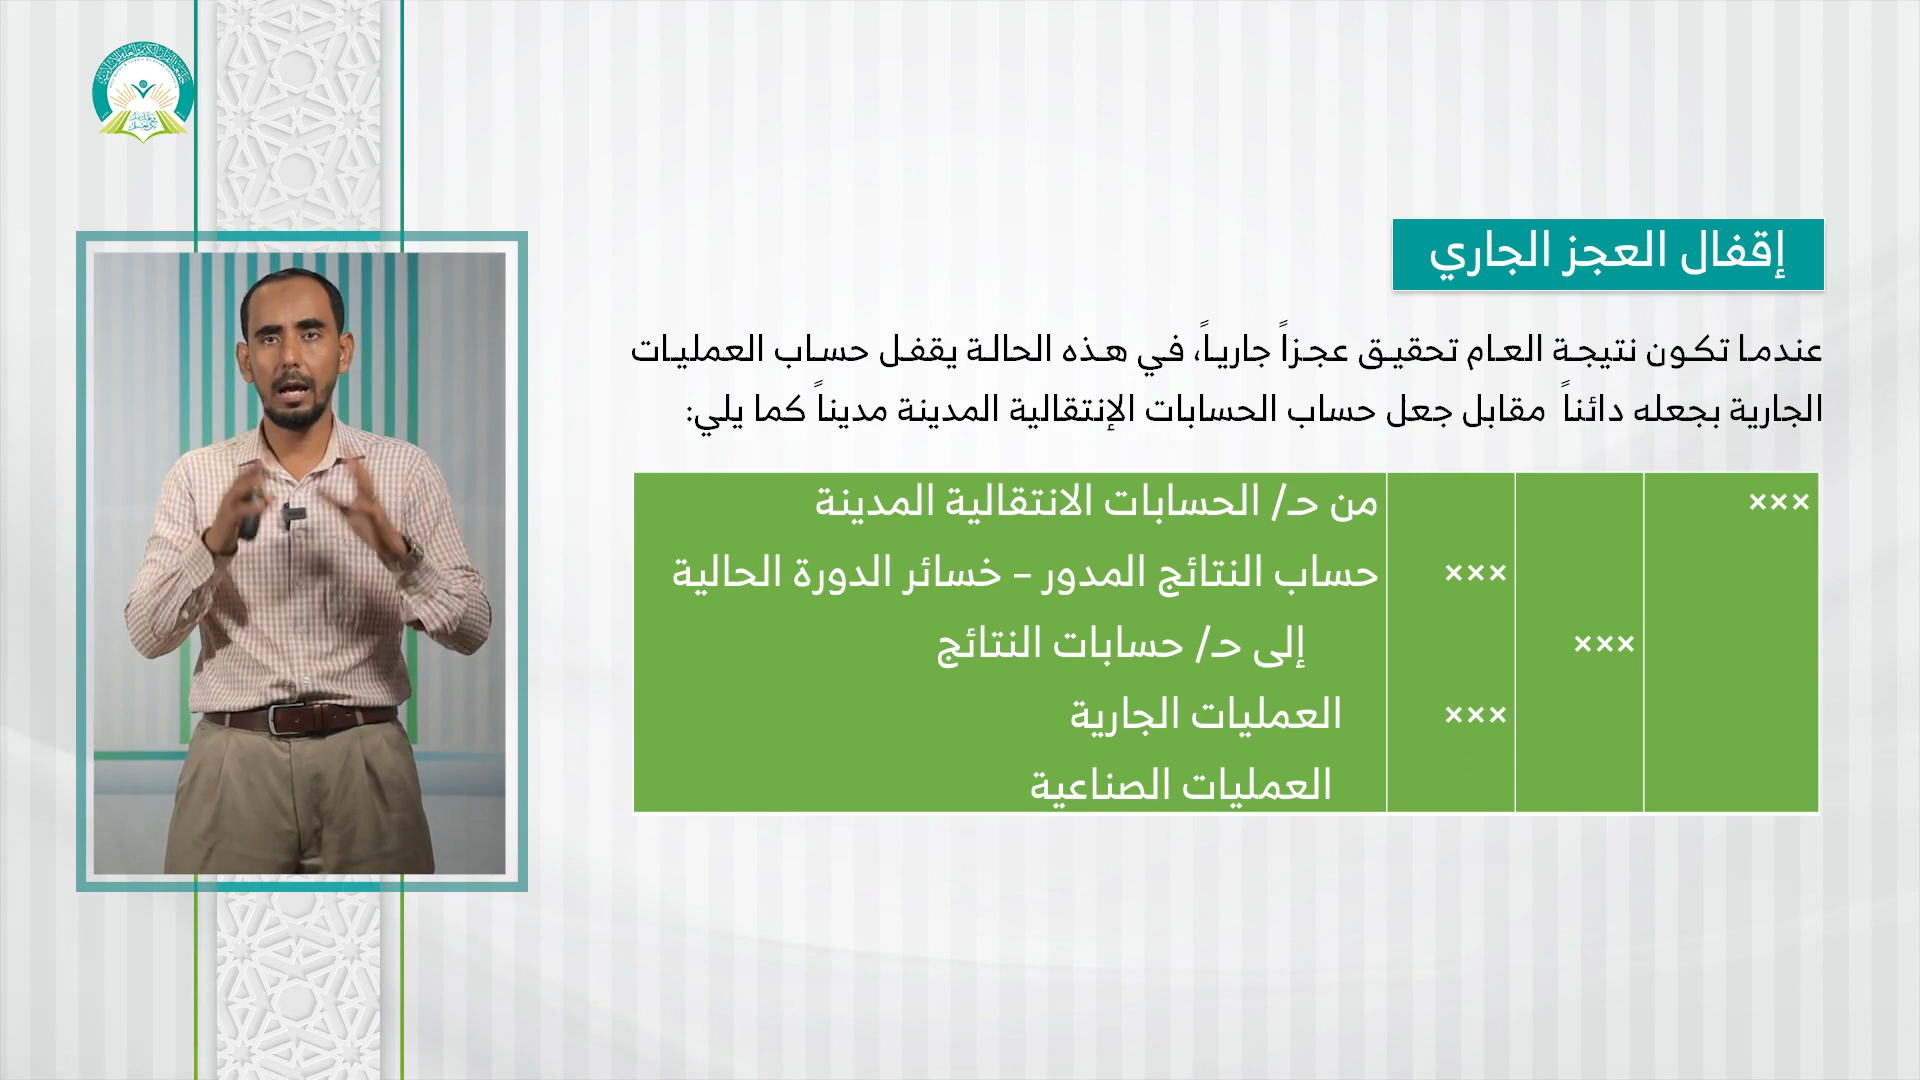 إقفال العجز الجاري
عندما تكون نتيجة العام تحقيق عجزاً جارياً، في هذه الحالة يقفل حساب العمليات
الجارية بجعله دائناً مقابل جعل حساب الحسابات الإنتقالية المدينة مديناً كما يلي:
××× من حـ/ الحسابات الانتقالية المدينة
××× حساب النتائج المدور – خسائر الدورة الحالية
××× إلى حـ/ حسابات النتائج
××× العمليات الجارية
العمليات الصناعية